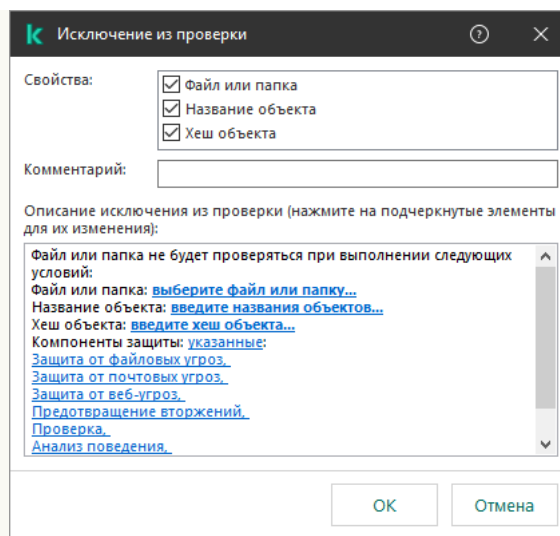 Исключение из проверки
Свойства:
Файл или папка
Название объекта
Хеш объекта
Комментарий:
Описание исключения из проверки (нажмите на подчеркнутые элементы
для их изменения):
Файл или папка не будет проверяться при выполнении следующих
условий:
Файл или папка: выберите файл или папку...
Название объекта: введите названия объектов...
Хеш объекта: введите хеш объекта...
Компоненты защиты: указанные:
Защита от файловых угроз,
Защита от почтовых угроз,
Защита от веб-угроз,
Предотвращение вторжений,
Проверка,
Анализ поведения,
ОК
Отмена